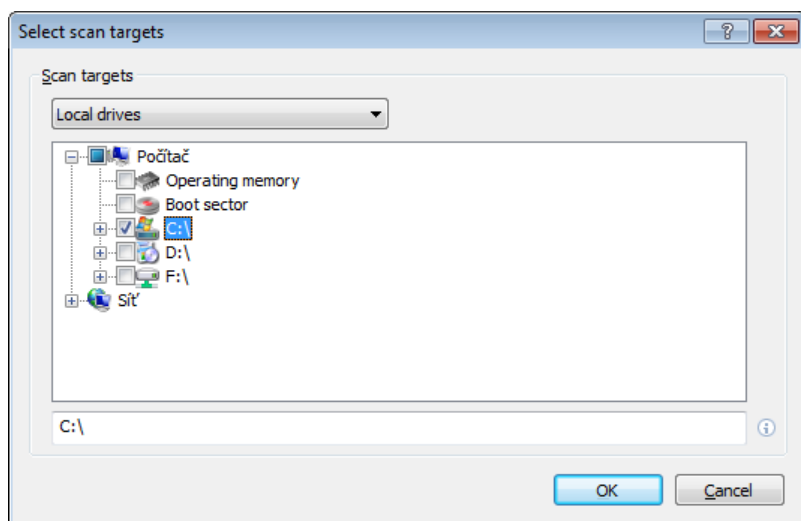 Select scan targets
Scan targets
Local drives
Počítač
Operating memory
Boot sector
C:\
D:\
F:\
Síť
C:\
OK
Cancel